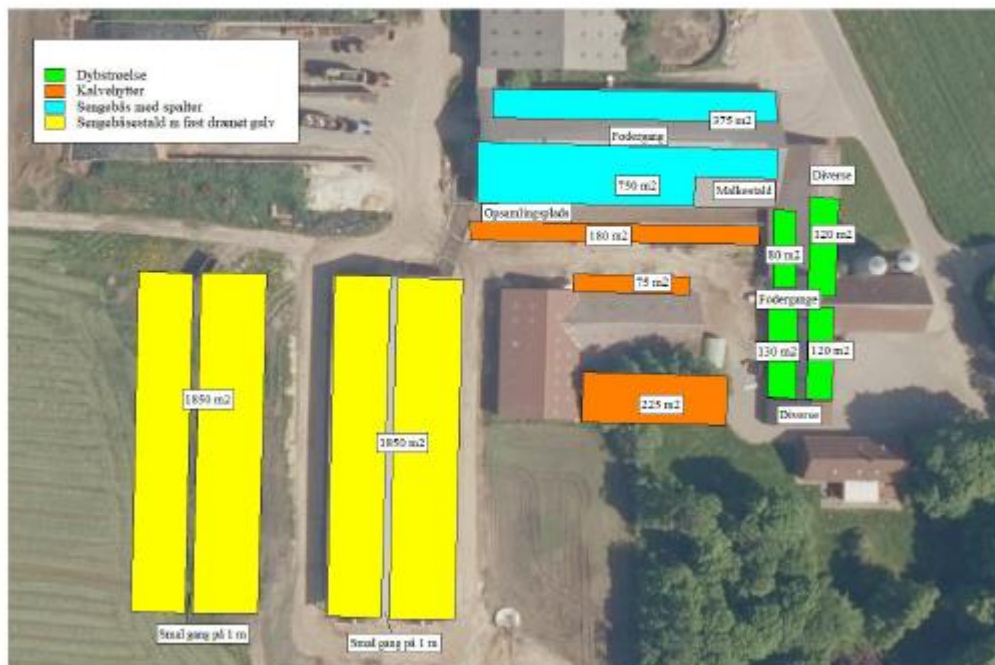 Dybstrøelse
Kalvehytter
Sengebås med spalter
Sengebåsestald m fast drænet gulv
375 m2
Fodergang
750 m2
Malkestald
Diverse
Opsamlingsplads
180 m2
80 m2
120 m2
75 m2
Fodergange
130 m2
120 m2
1850 m2
225 m2
Diverse
1850 m2
Smal gang på 1 m
Smal gang på 1 m